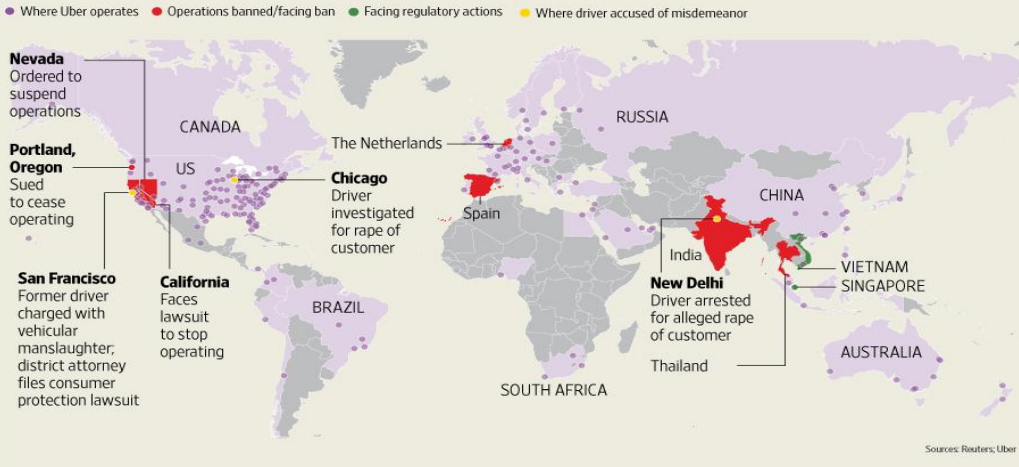 Where Uber operates
Operations banned/facing ban
Facing regulatory actions
Where driver accused of misdemeanor
Nevada
Ordered to
suspend
operations
CANADA
RUSSIA
The Netherlands
Portland,
Oregon
Sued
to cease
operating
US
Chicago
Driver
investigated
for rape of
customer
CHINA
Spain
India
San Francisco
Former driver
charged with
vehicular
manslaughter;
district attorney
files consumer
protection lawsuit
California
Faces
lawsuit
to stop
operating
BRAZIL
New Delhi
Driver arrested
for alleged rape
of customer
VIETNAM
SINGAPORE
Thailand
AUSTRALIA
SOUTH AFRICA
Sources: Reuters; Uber